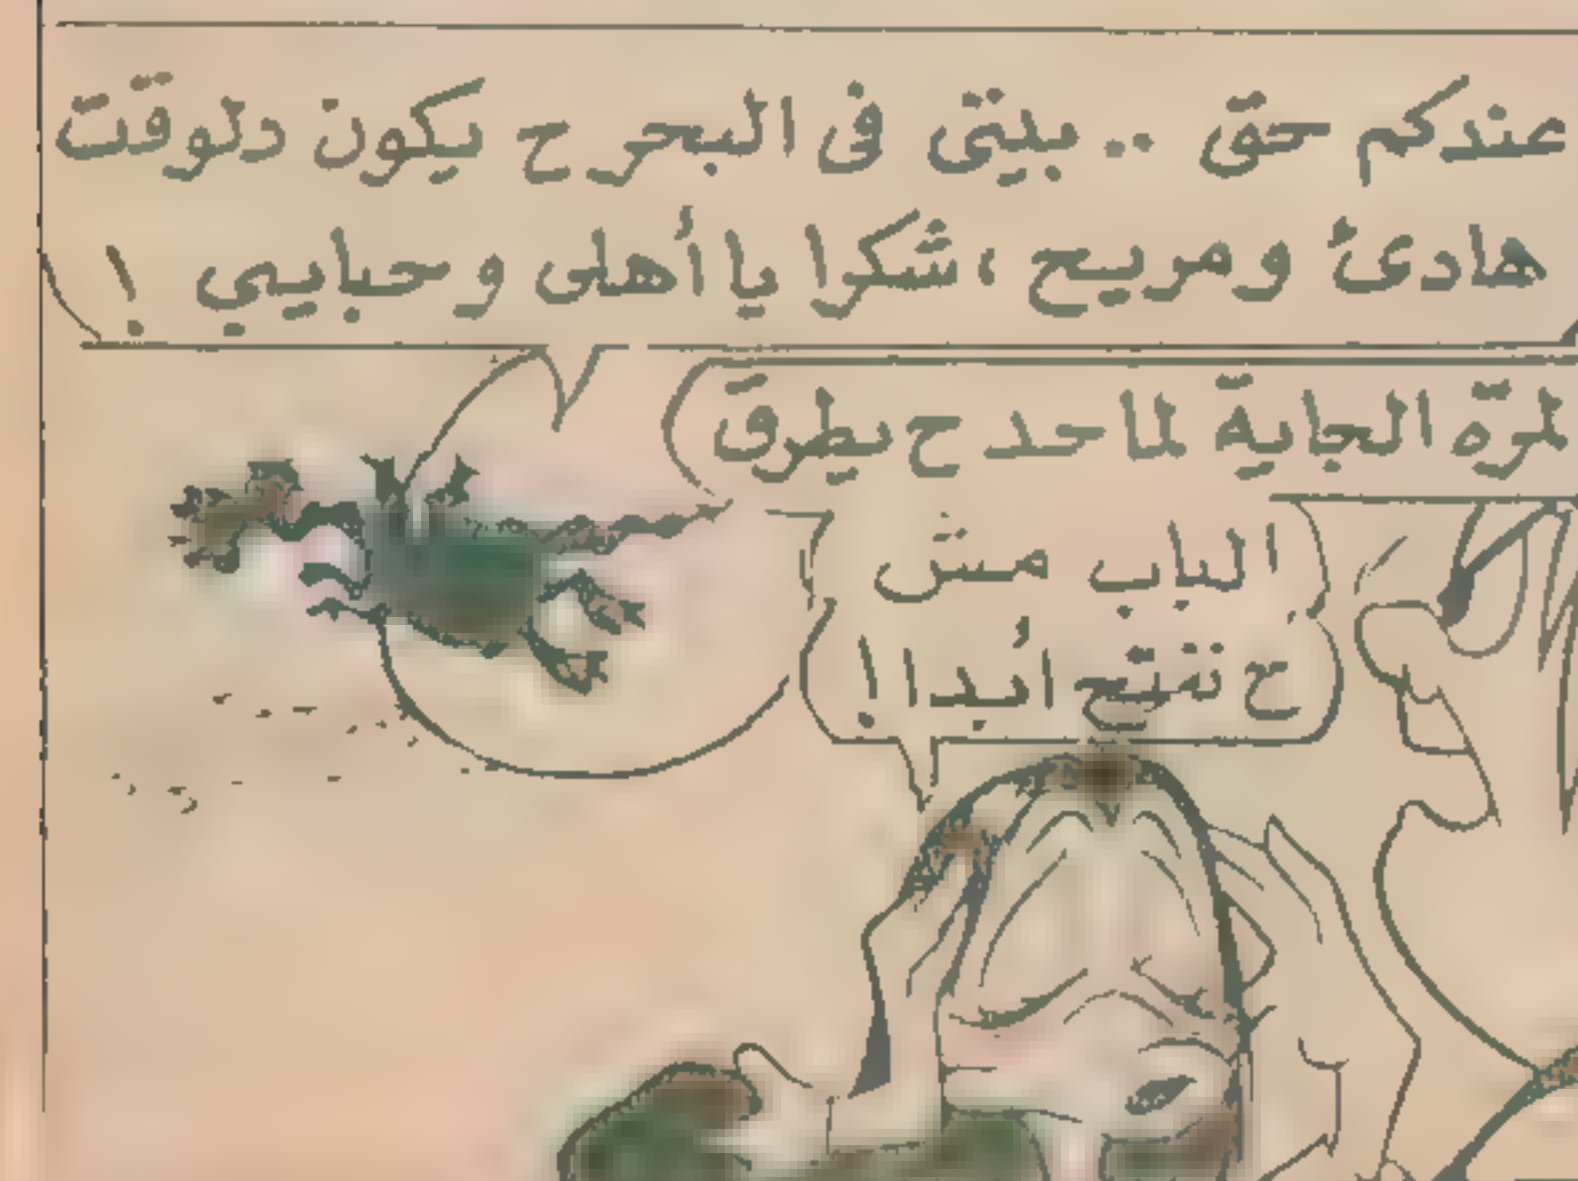 عندكم حق .. بيتى فى البحر ح يكون دلوقت
هادئ ومريح ، شكرا يا أهلى وحبايبي !
لمرّه الجاية لما حد ح يطرق
الباب مش
ح نفتح أبدا !